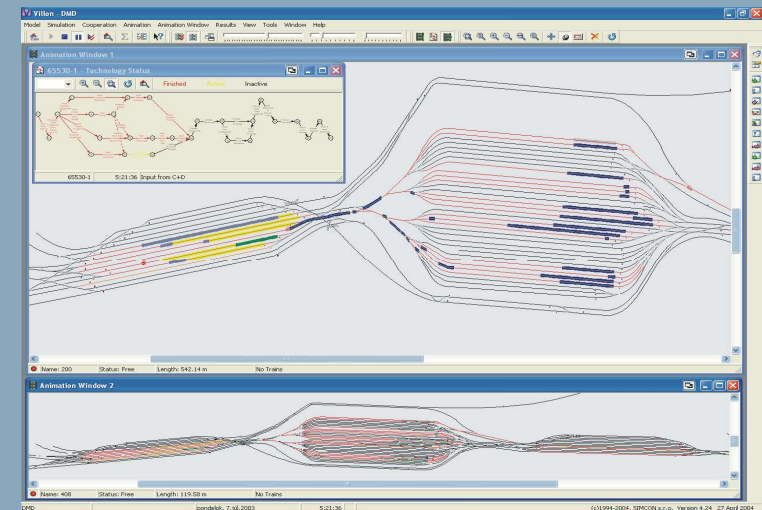 Villon - DMD
Model Simulation Cooperation Animation Animation Window Results View Tools Window Help
Animation Window 1
65530-1 - Technology Status
Finished Active Inactive
65530-1 5:21:36 Input from C+D
Name: 200 Status: Free Length: 542.14 m No Trains
Animation Window 2
Name: 408 Status: Free Length: 119.58 m No Trains
DMD pondelok, 7.júl.2003 5:21:36 (c)1994-2004, SIMCON s.r.o. Version 4.24 27 April 2004